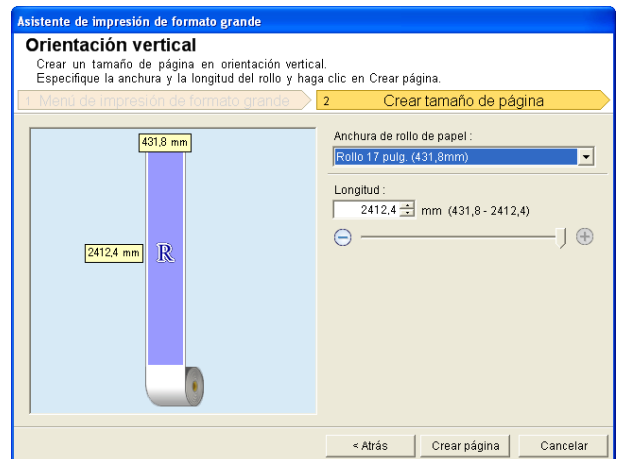 Asistente de impresión de formato grande
Orientación vertical
Crear un tamaño de página en orientación vertical.
Especifique la anchura y la longitud del rollo y haga clic en Crear página.
1 Menú de impresión de formato grande
2 Crear tamaño de página
431,8 mm
2412,4 mm
R
Anchura de rollo de papel :
Rollo 17 pulg. (431,8mm)
Longitud :
2412,4 mm (431,8 - 2412,4)
< Atrás
Crear página
Cancelar